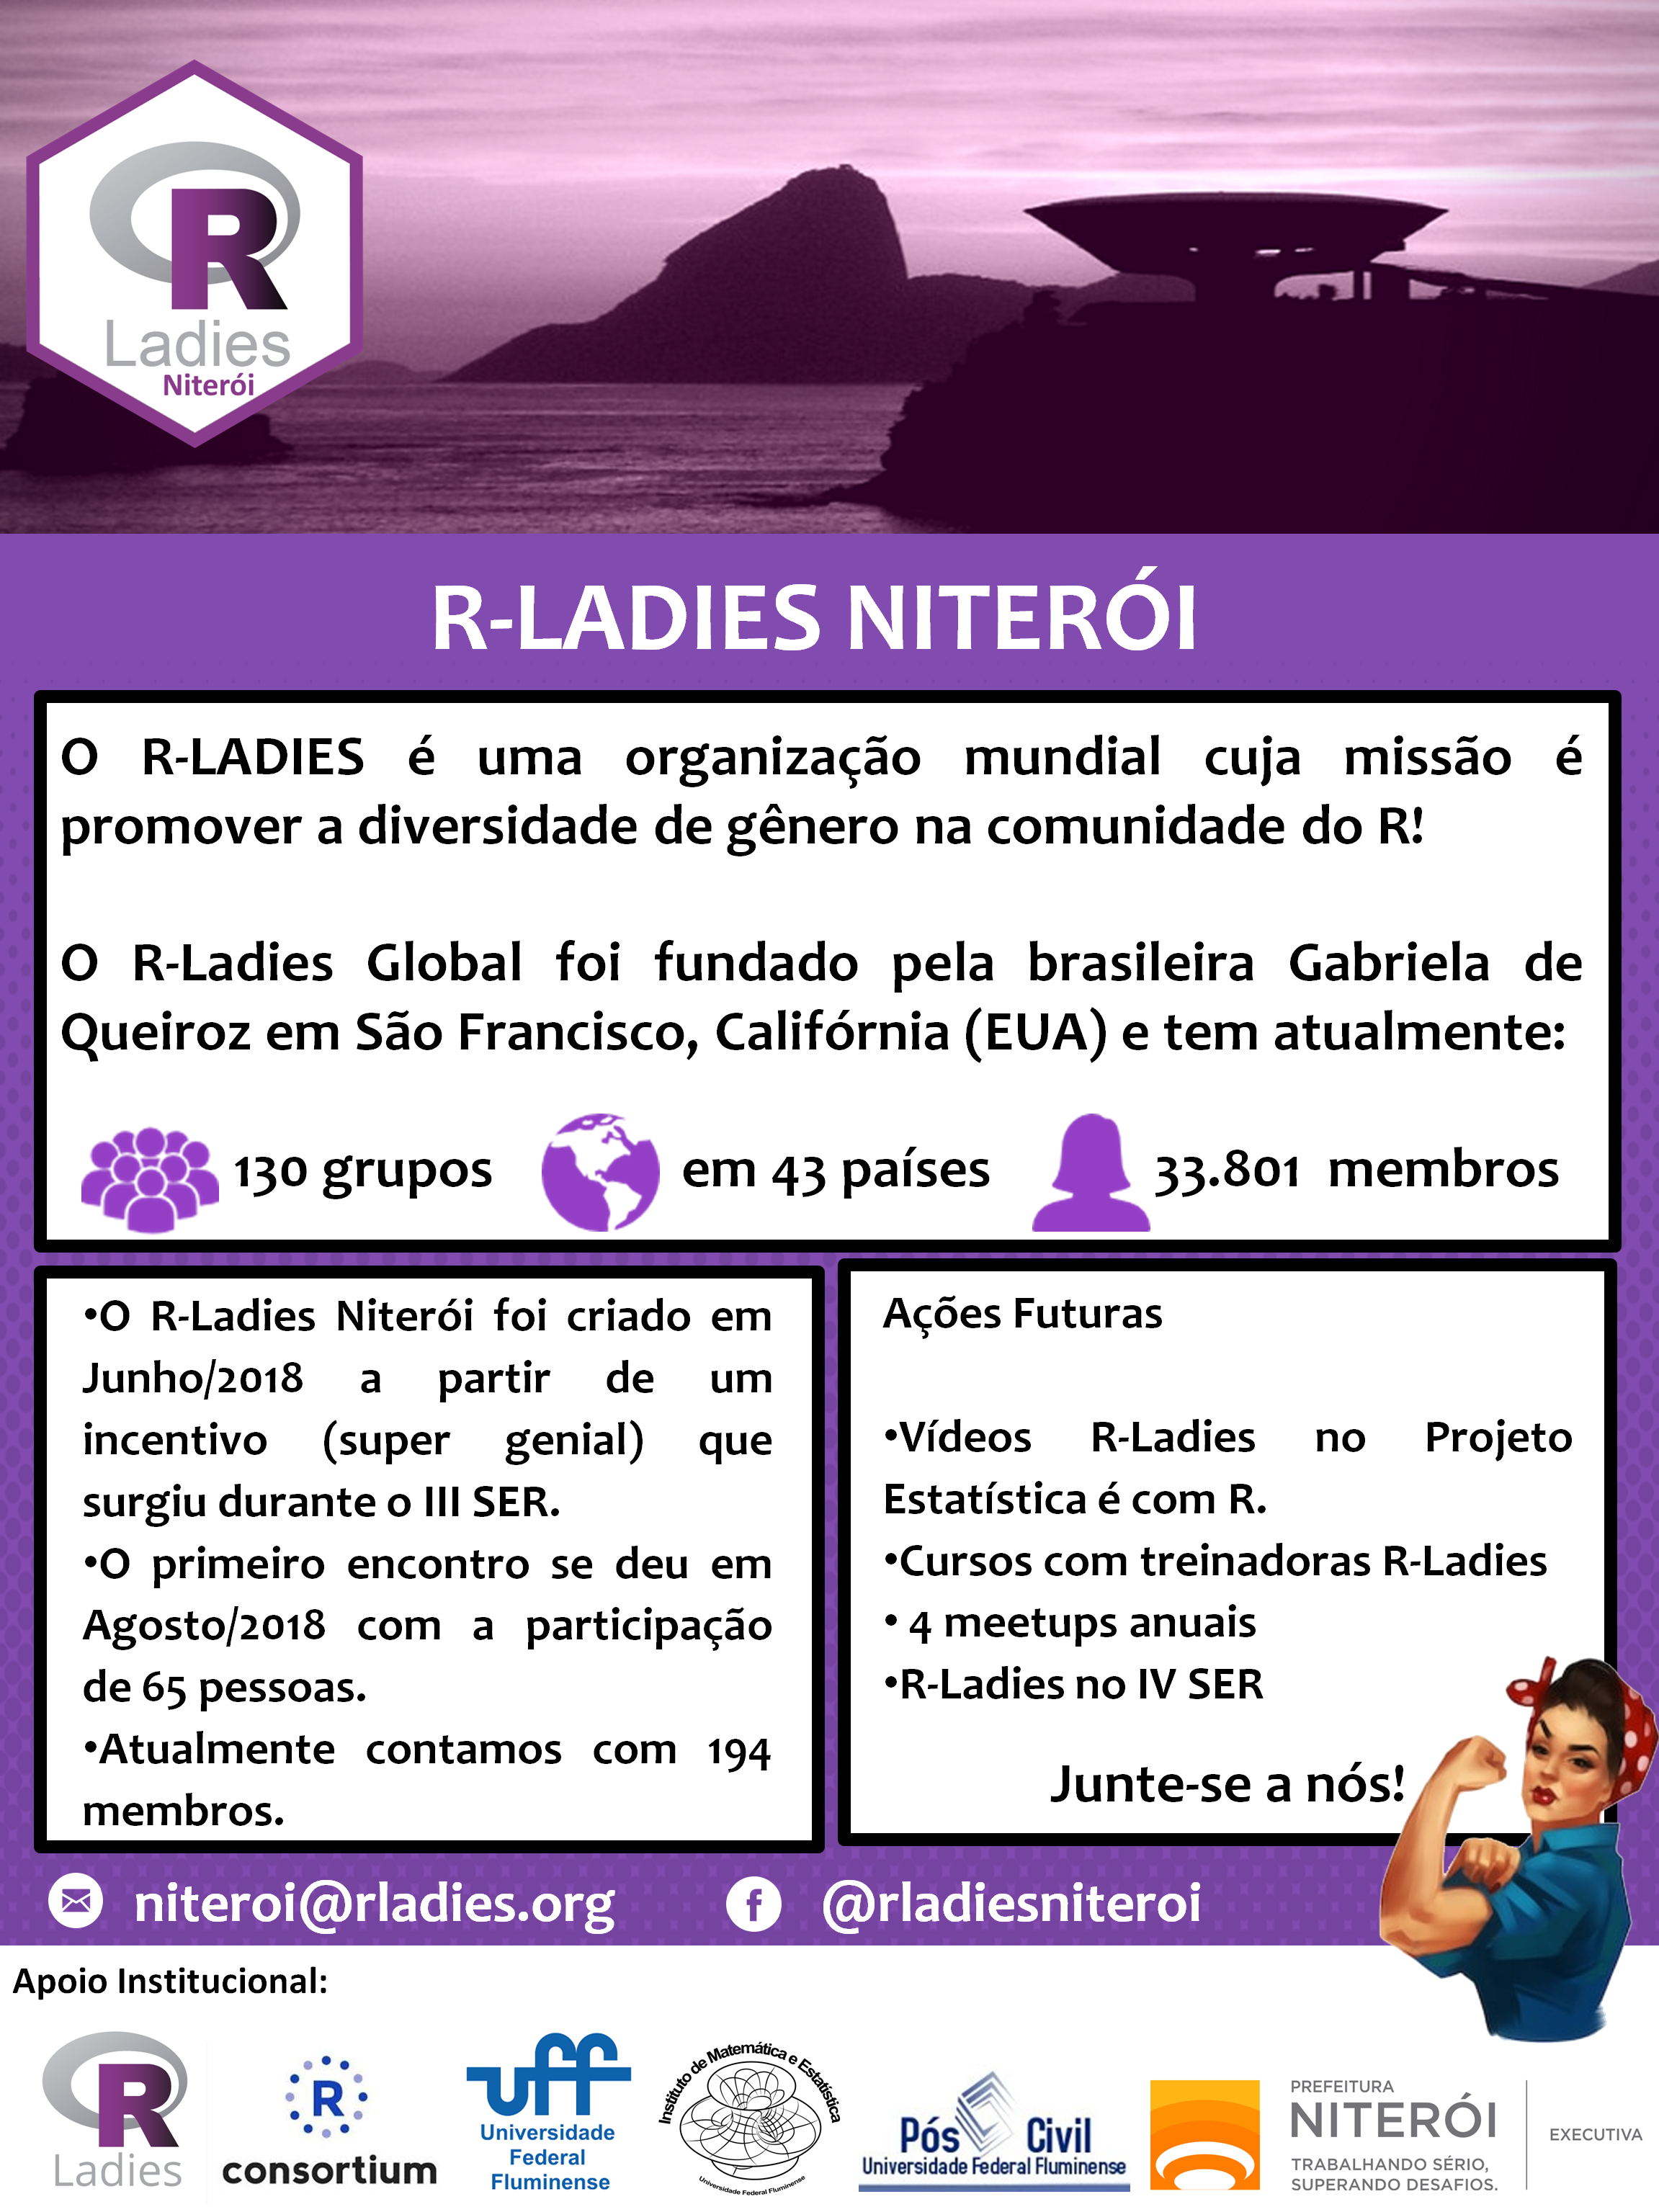 R
Ladies
Niterói
R-LADIES NITERÓI
O R-LADIES é uma organização mundial cuja missão é
promover a diversidade de gênero na comunidade do R!
O R-Ladies Global foi fundado pela brasileira Gabriela de
Queiroz em São Francisco, Califórnia (EUA) e tem atualmente:
130 grupos
em 43 países
33.801 membros
•O R-Ladies Niterói foi criado em
Junho/2018 a partir de um
incentivo (super genial) que
surgiu durante o III SER.
•O primeiro encontro se deu em
Agosto/2018 com a participação
de 65 pessoas.
•Atualmente contamos com 194
membros.
Ações Futuras
•Vídeos R-Ladies no Projeto
Estatística é com R.
•Cursos com treinadoras R-Ladies
• 4 meetups anuais
•R-Ladies no IV SER
Junte-se a nós!
niteroi@rladies.org
f @rladiesniteroi
Apoio Institucional:
R
Ladies
R
consortium
uff
Universidade
Federal
Fluminense
Instituto de Matemática e Estatística
Universidade Federal Fluminense
Pós Civil
Universidade Federal Fluminense
PREFEITURA
NITERÓI
TRABALHANDO SÉRIO,
SUPERANDO DESAFIOS.
EXECUTIVA